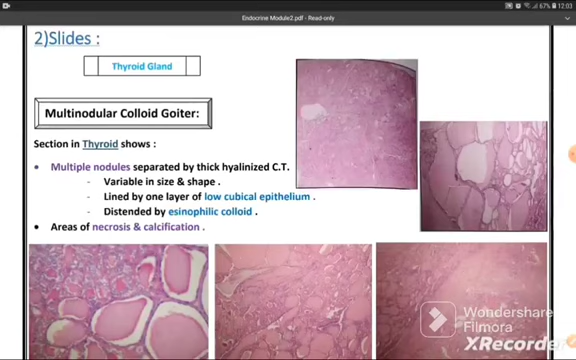 67%
12:03
Endocrine Module2.pdf - Read-only
2)Slides :
Thyroid Gland
Multinodular Colloid Goiter:
Section in Thyroid shows :
• Multiple nodules separated by thick hyalinized C.T.
- Variable in size & shape .
- Lined by one layer of low cubical epithelium .
- Distended by esinophilic colloid .
• Areas of necrosis & calcification .
Wondershare
Filmora
XRecorder